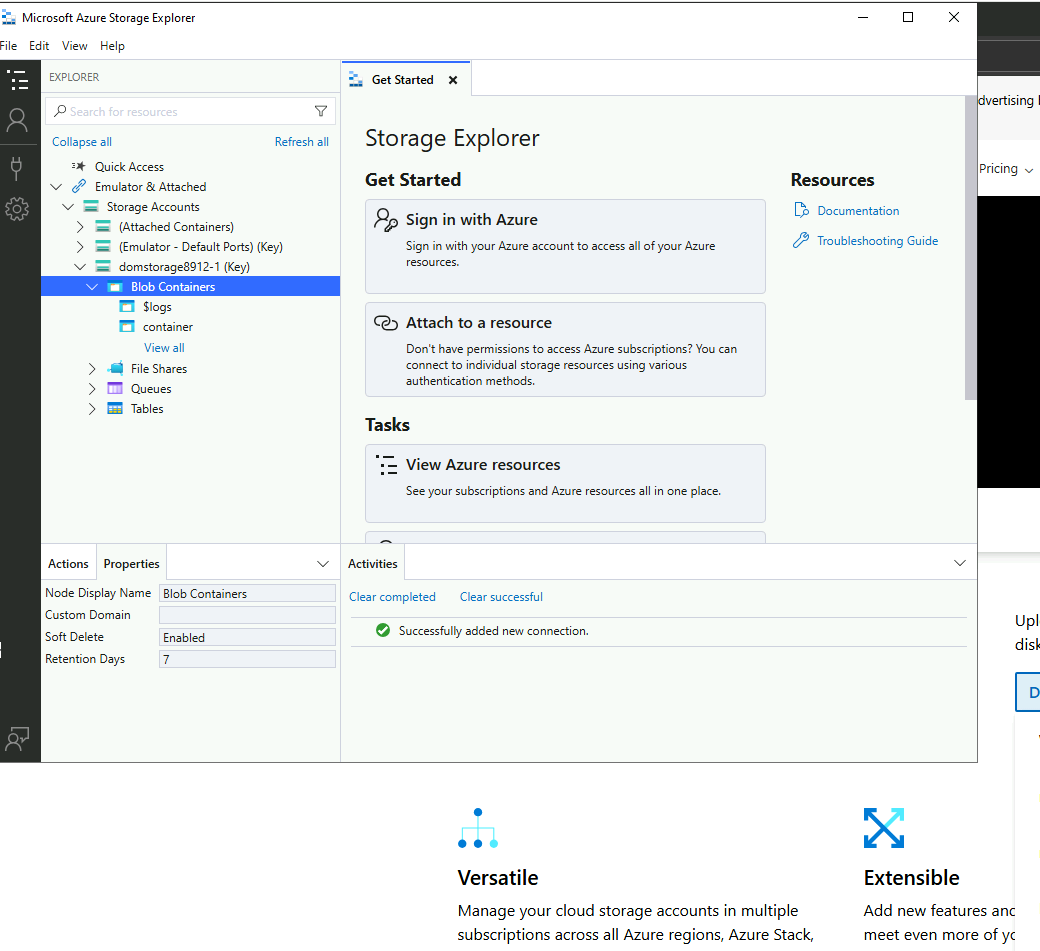 Microsoft Azure Storage Explorer
File Edit View Help
EXPLORER
Search for resources
Collapse all Refresh all
Quick Access
Emulator & Attached
Storage Accounts
(Attached Containers)
(Emulator - Default Ports) (Key)
domstorage8912-1 (Key)
Blob Containers
$logs
container
View all
File Shares
Queues
Tables
Get Started
Storage Explorer
Get Started
Sign in with Azure
Sign in with your Azure account to access all of your Azure
resources.
Attach to a resource
Don't have permissions to access Azure subscriptions? You can
connect to individual storage resources using various
authentication methods.
Tasks
View Azure resources
See your subscriptions and Azure resources all in one place.
Resources
Documentation
Troubleshooting Guide
Actions Properties
Node Display Name Blob Containers
Custom Domain
Soft Delete Enabled
Retention Days 7
Activities
Clear completed Clear successful
Successfully added new connection.
dvertising
Pricing
Upl
disk
D
Versatile
Manage your cloud storage accounts in multiple
subscriptions across all Azure regions, Azure Stack,
Extensible
Add new features and
meet even more of yo